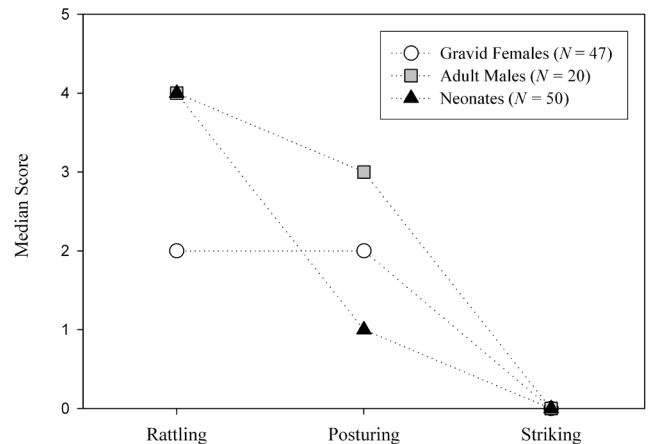 5
4
3
2
1
0
Median Score
Gravid Females (N = 47)
Adult Males (N = 20)
Neonates (N = 50)
Rattling
Posturing
Striking